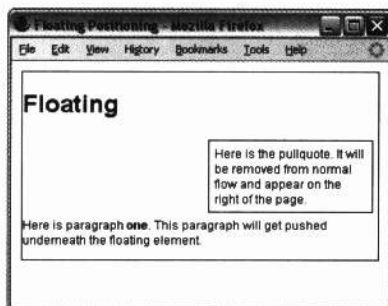 Floating Positioning - Mozilla Firefox
File Edit View History Bookmarks Tools Help
Floating
Here is the pullquote. It will
be removed from normal
flow and appear on the
right of the page.
Here is paragraph one. This paragraph will get pushed
underneath the floating element.